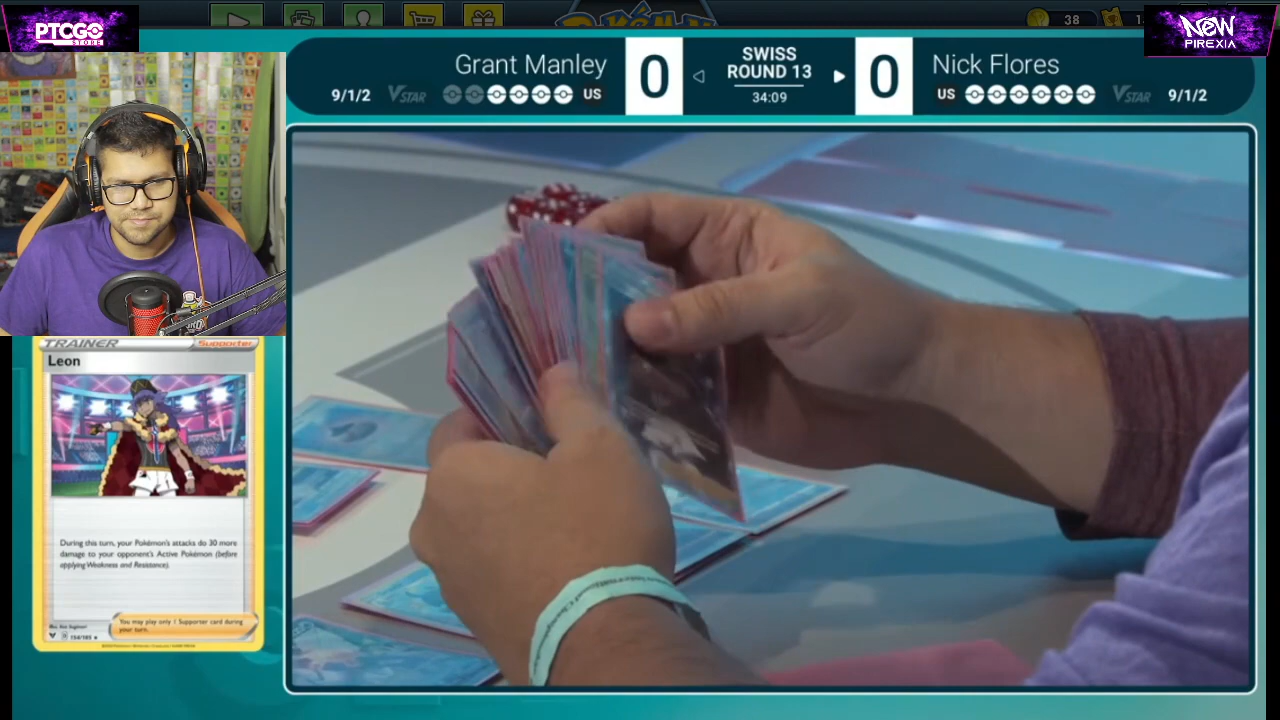 PTCGO
STORE
38
NEW
PIREXIA
Grant Manley
0
SWISS
ROUND 13
34:09
0
Nick Flores
9/1/2
VSTAR
US
US
VSTAR
9/1/2
TRAINER
Supporter
Leon
During this turn, your Pokémon's attacks do 30 more
damage to your opponent's Active Pokémon (before
applying Weakness and Resistance).
You may play only 1 Supporter card during
your turn.
154/185